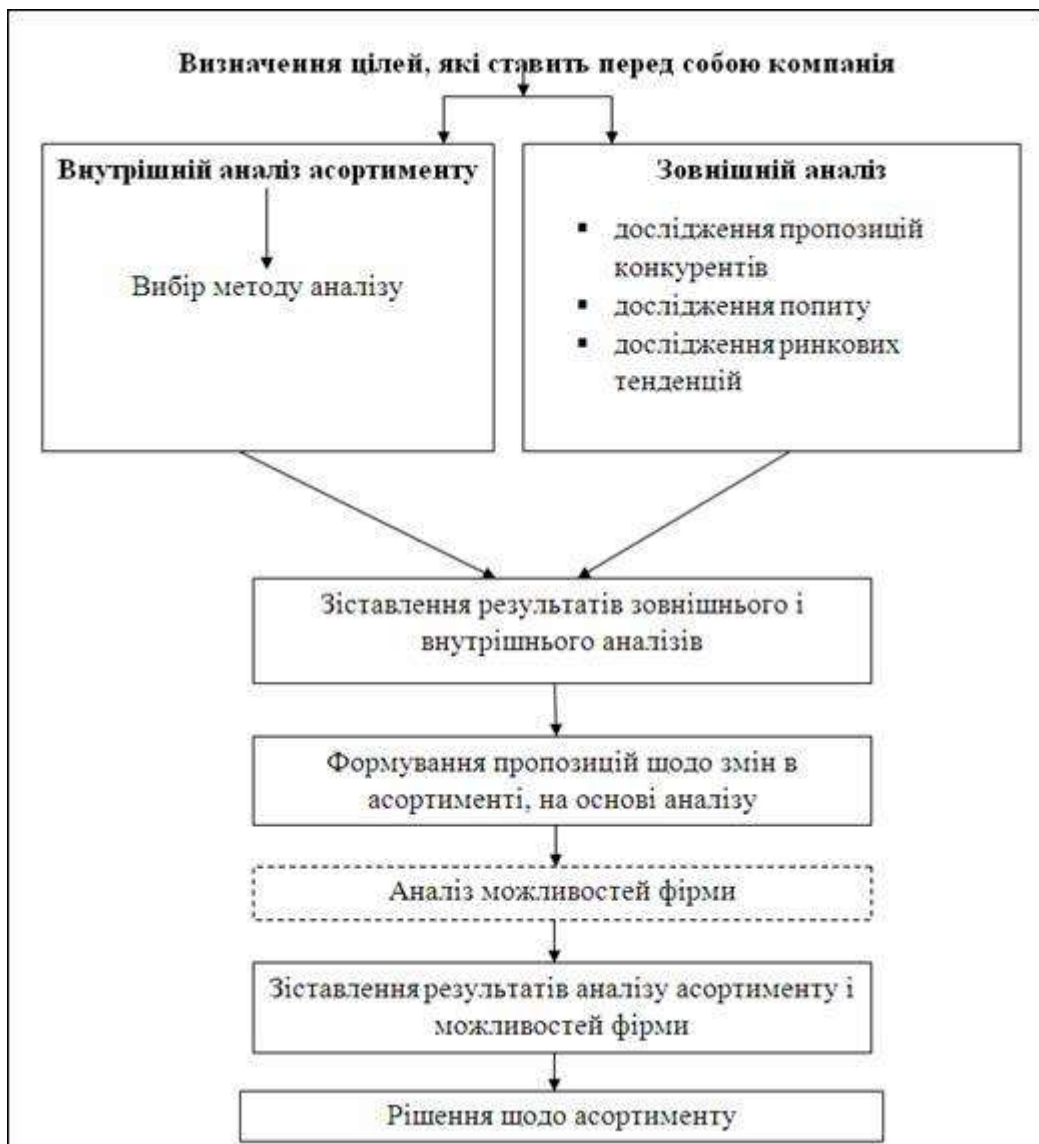 Визначення цілей, які ставить перед собою компанія
Внутрішній аналіз асортименту
Вибір методу аналізу
Зовнішній аналіз
▪ дослідження пропозицій
конкурентів
▪ дослідження попиту
▪ дослідження ринкових
тенденцій
Зіставлення результатів зовнішнього і
внутрішнього аналізів
Формування пропозицій щодо змін в
асортименті, на основі аналізу
Аналіз можливостей фірми
Зіставлення результатів аналізу асортименту і
можливостей фірми
Рішення щодо асортименту